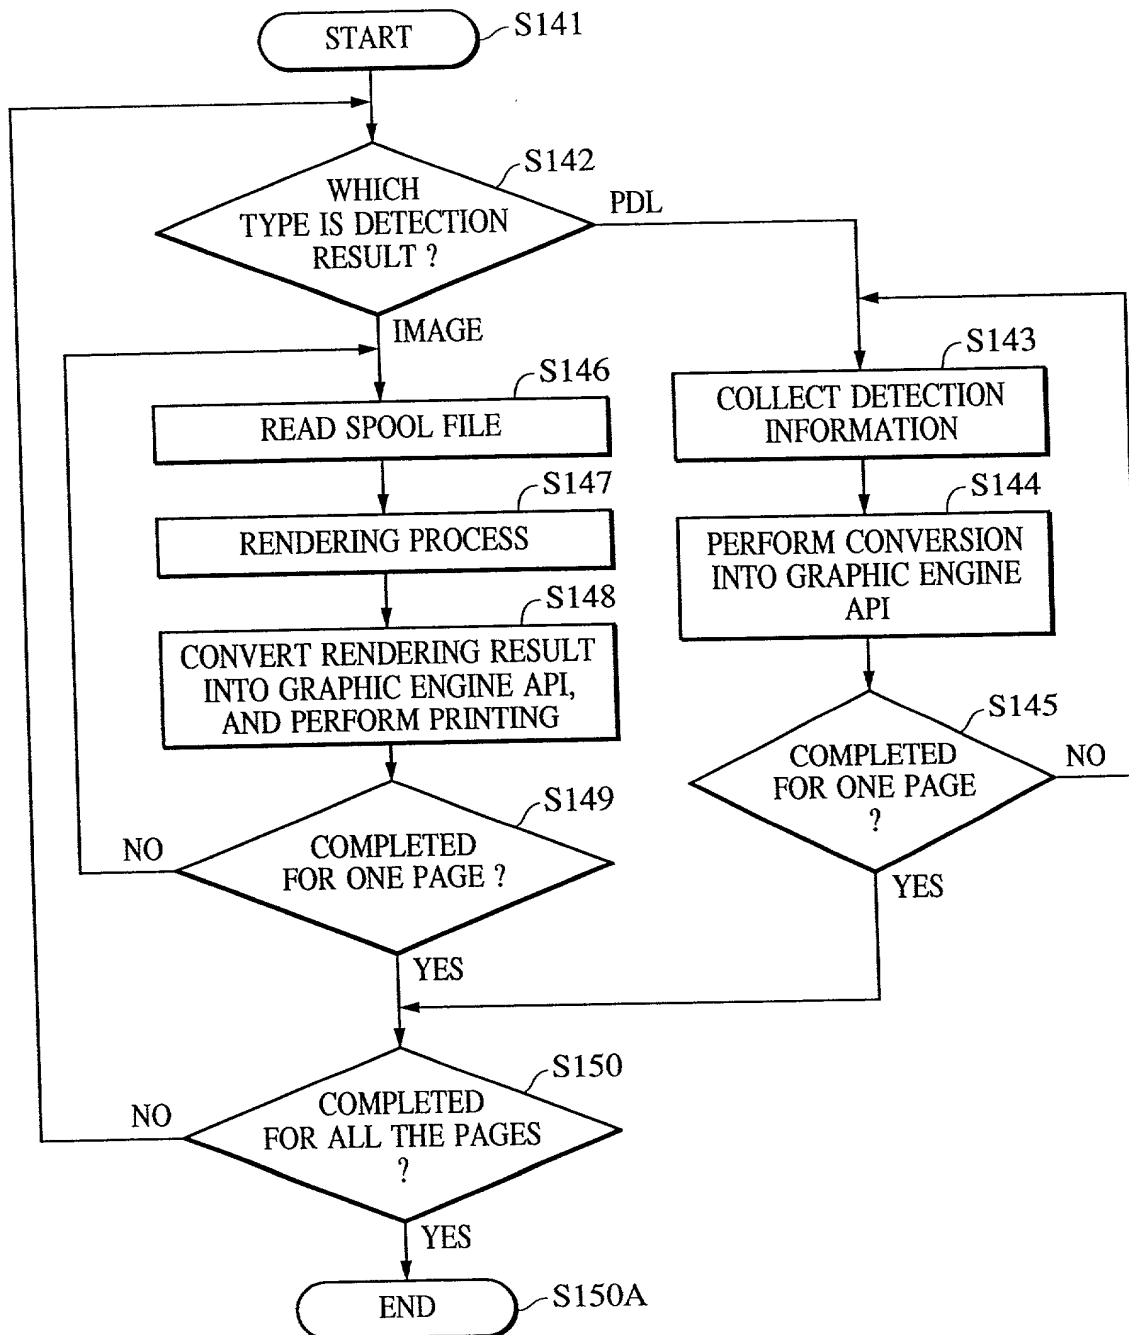 START
S141
S142
WHICH
TYPE IS DETECTION
RESULT ?
PDL
IMAGE
S146
READ SPOOL FILE
S143
COLLECT DETECTION
INFORMATION
S147
RENDERING PROCESS
S144
PERFORM CONVERSION
INTO GRAPHIC ENGINE
API
S148
CONVERT RENDERING RESULT
INTO GRAPHIC ENGINE API,
AND PERFORM PRINTING
S145
COMPLETED
FOR ONE PAGE
?
NO
YES
S149
COMPLETED
FOR ONE PAGE ?
NO
YES
S150
COMPLETED
FOR ALL THE PAGES
?
NO
YES
END
S150A